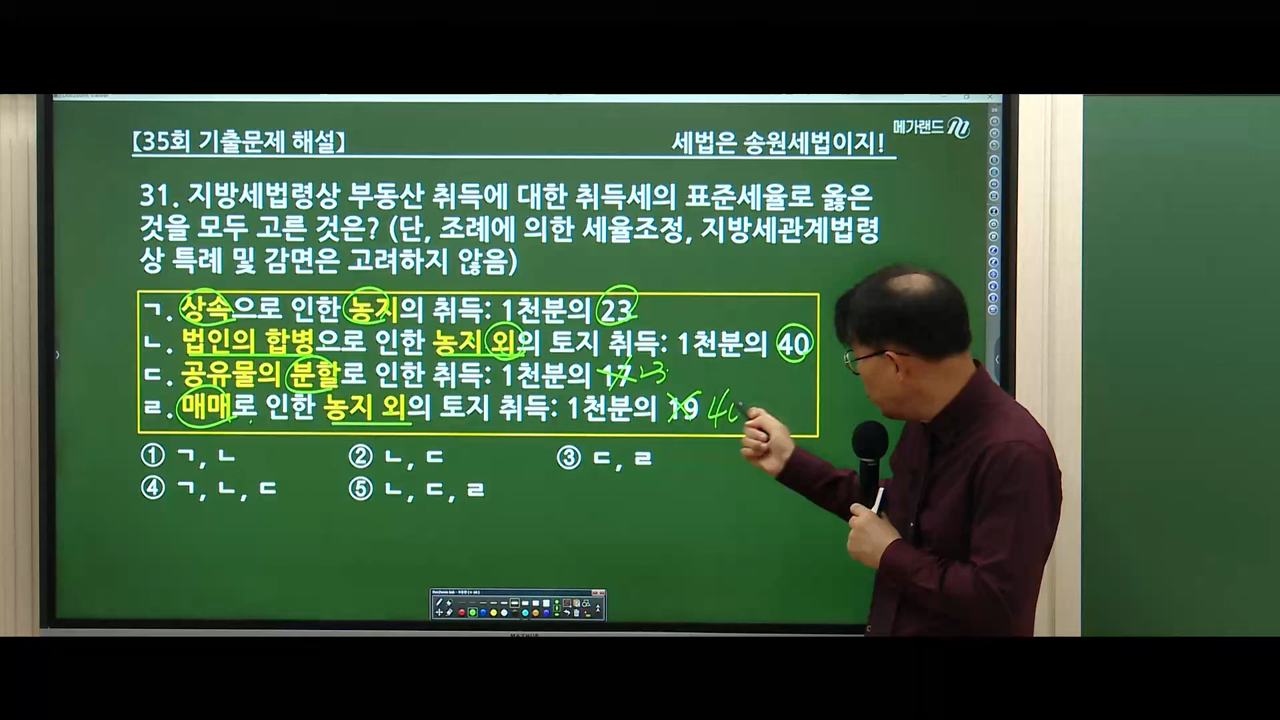 【35회 기출문제 해설】 세법은 송원세법이지!
메가랜드
31. 지방세법령상 부동산 취득에 대한 취득세의 표준세율로 옳은
것을 모두 고른 것은? (단, 조례에 의한 세율조정, 지방세관계법령
상 특례 및 감면은 고려하지 않음)
ㄱ. 상속으로 인한 농지의 취득: 1천분의 23
ㄴ. 법인의 합병으로 인한 농지 외의 토지 취득: 1천분의 40
ㄷ. 공유물의 분할로 인한 취득: 1천분의 17 23
ㄹ. 매매로 인한 농지 외의 토지 취득: 1천분의 19 40
① ㄱ, ㄴ ② ㄴ, ㄷ ③ ㄷ, ㄹ
④ ㄱ, ㄴ, ㄷ ⑤ ㄴ, ㄷ, ㄹ